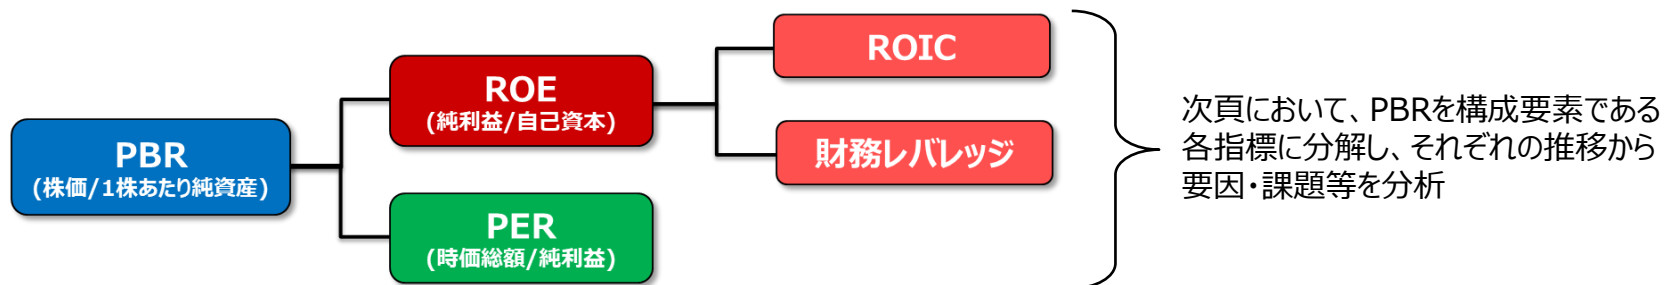 PBR
(株価/1株あたり純資産)
ROE
(純利益/自己資本)
PER
(時価総額/純利益)
ROIC
財務レバレッジ
次頁において、PBRを構成要素である
各指標に分解し、それぞれの推移から
要因・課題等を分析